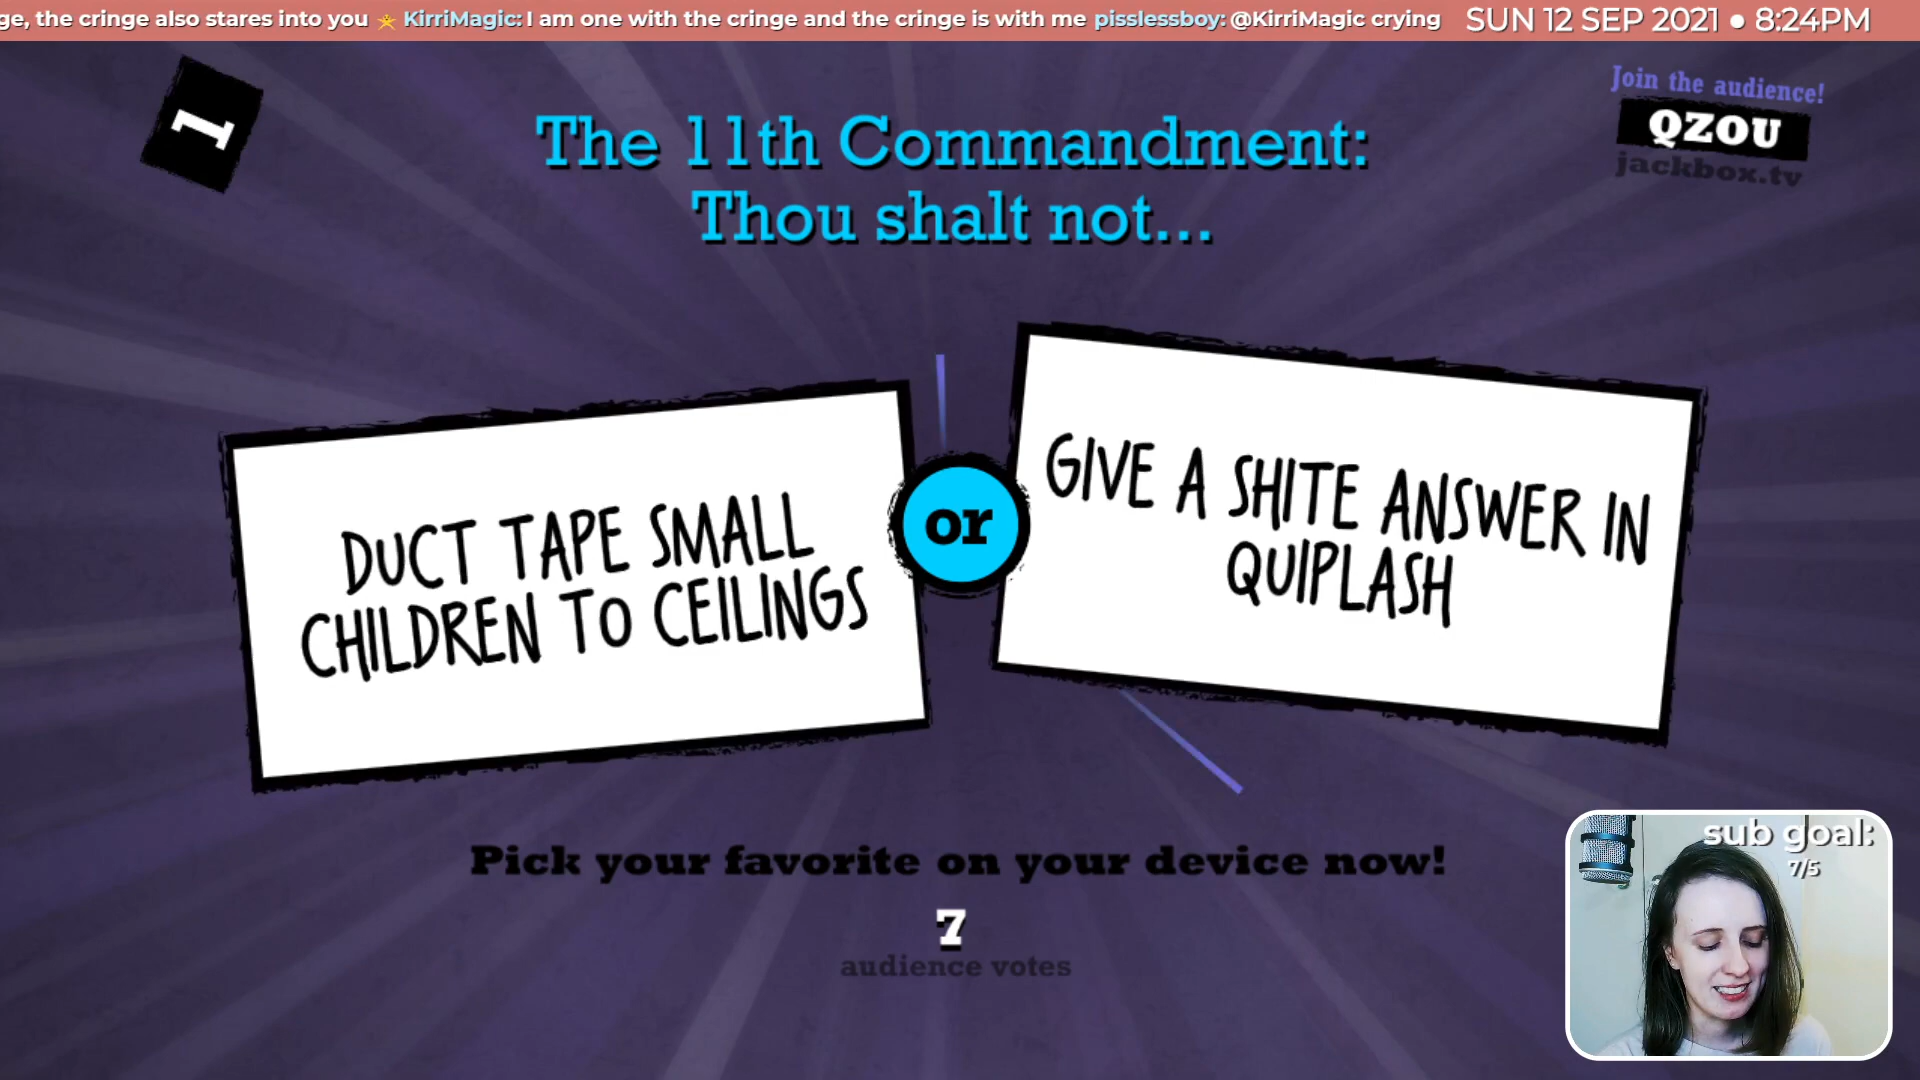 ge, the cringe also stares into you KirriMagic: I am one with the cringe and the cringe is with me pisslessboy: @KirriMagic crying
SUN 12 SEP 2021 ● 8:24PM
1
Join the audience!
QZOU
jackbox.tv
The 11th Commandment:
Thou shalt not...
DUCT TAPE SMALL
CHILDREN TO CEILINGS
or
GIVE A SHITE ANSWER IN
QUIPLASH
Pick your favorite on your device now!
7
audience votes
sub goal:
7/5